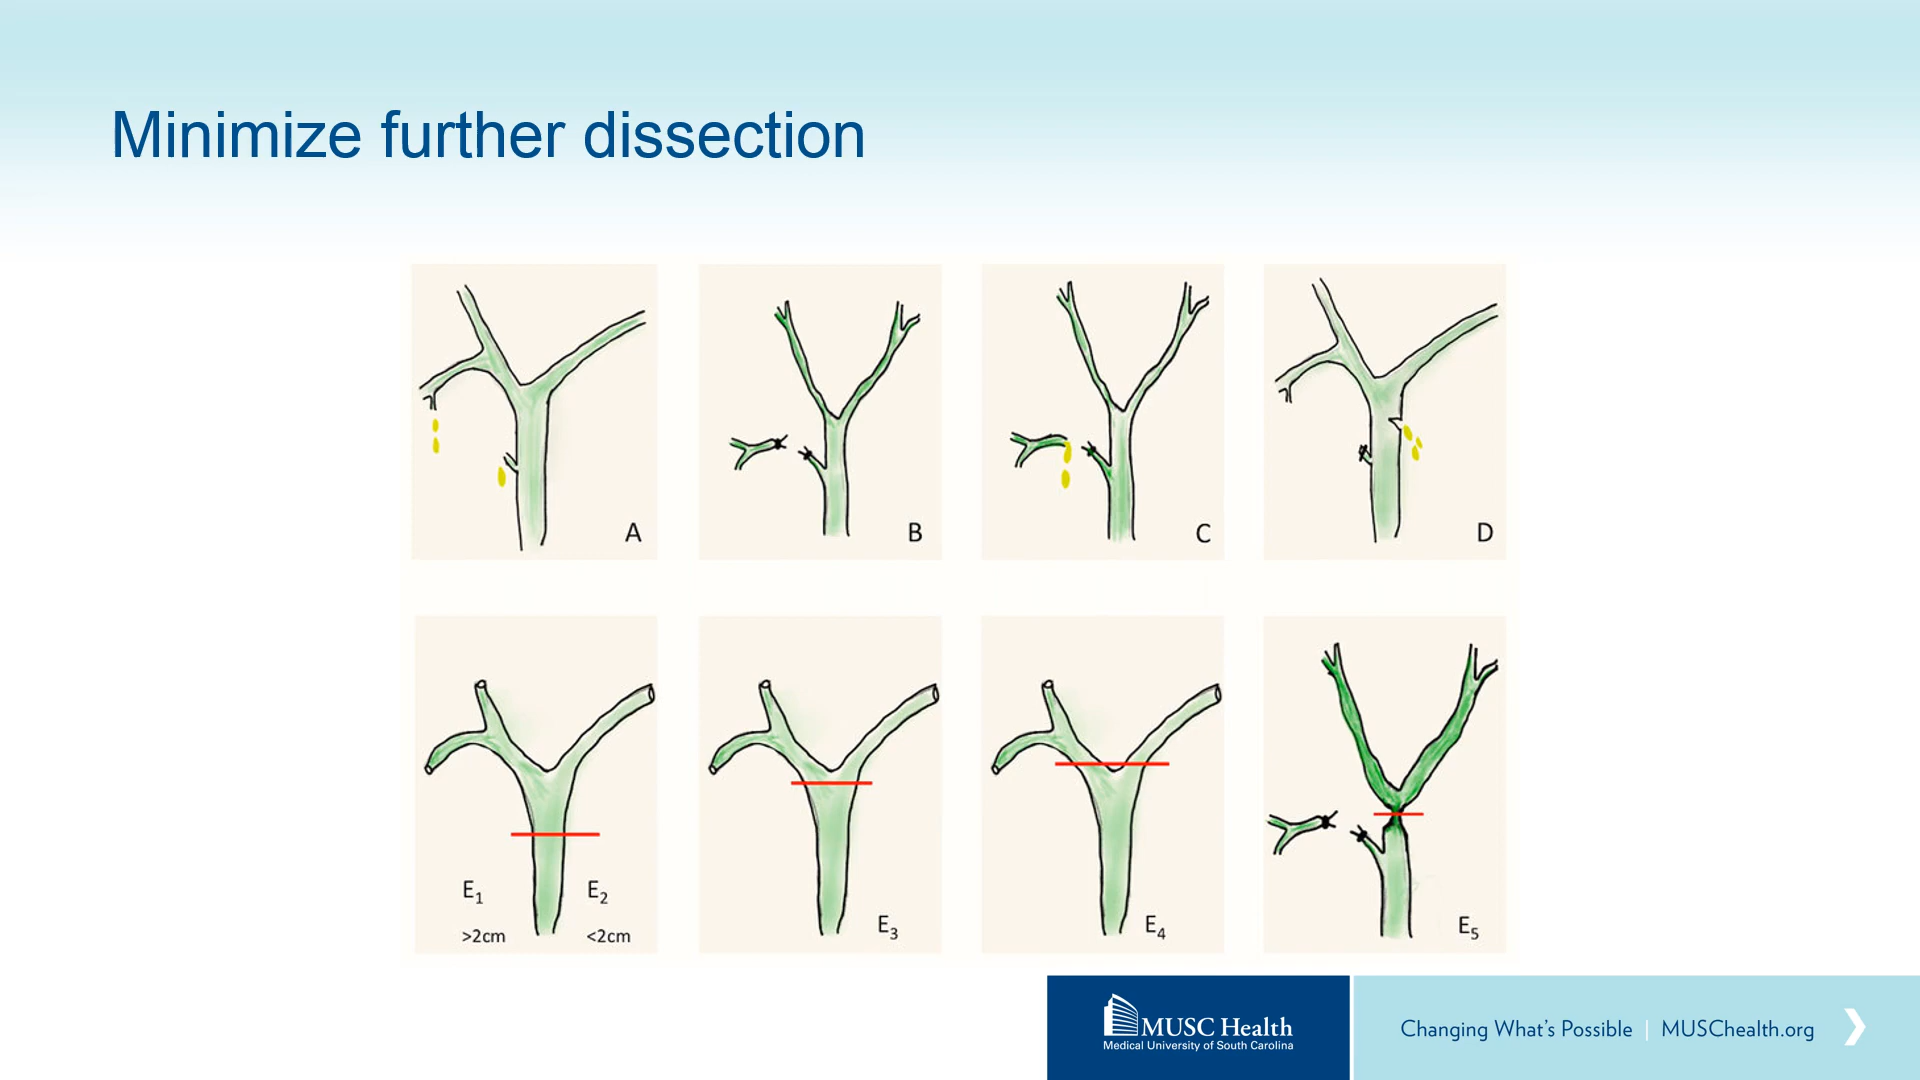 Minimize further dissection
A
B
C
D
E1
>2cm
E2
<2cm
E3
E4
E5
MUSC Health
Medical University of South Carolina
Changing What's Possible | MUSChealth.org